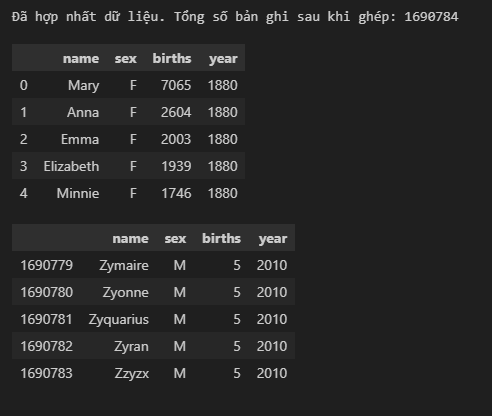 Đã hợp nhất dữ liệu. Tổng số bản ghi sau khi ghép: 1690784
name sex births year
0 Mary F 7065 1880
1 Anna F 2604 1880
2 Emma F 2003 1880
3 Elizabeth F 1939 1880
4 Minnie F 1746 1880
name sex births year
1690779 Zymaire M 5 2010
1690780 Zyonne M 5 2010
1690781 Zyquarius M 5 2010
1690782 Zyran M 5 2010
1690783 Zzyzx M 5 2010